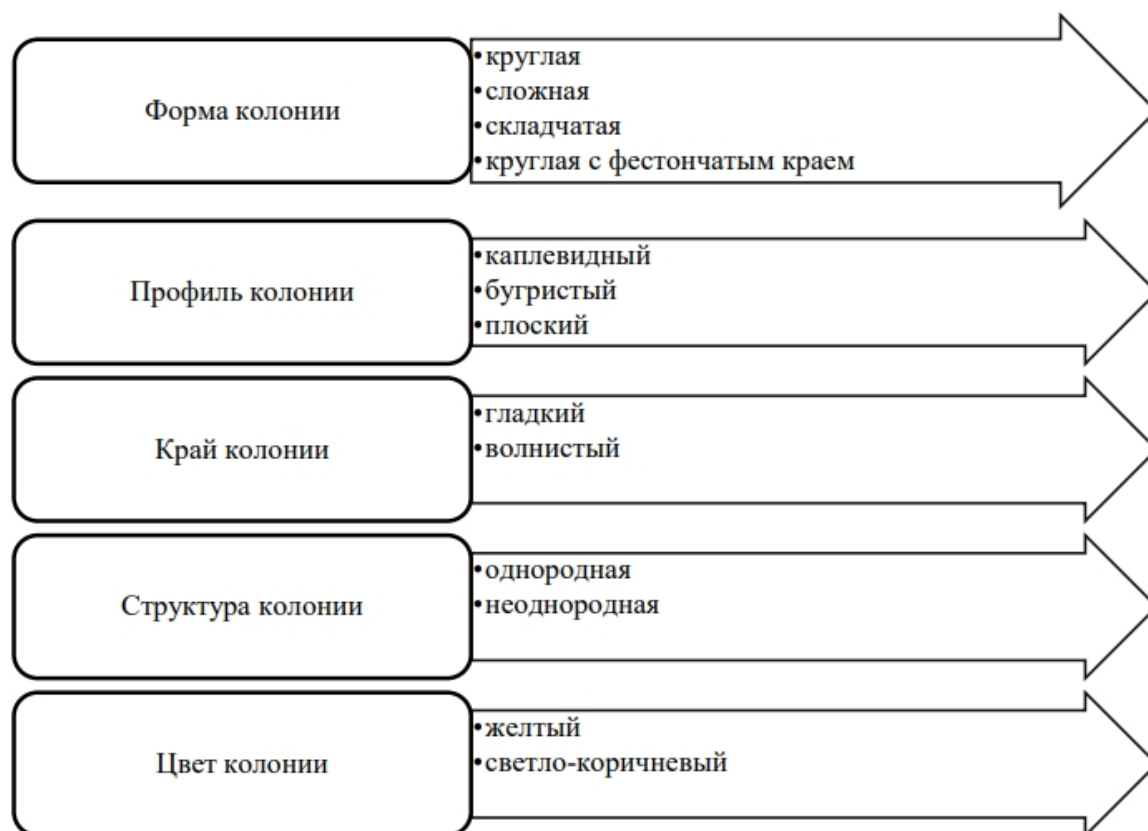 Форма колонии
•круглая
•сложная
•складчатая
•круглая с фестончатым краем
Профиль колонии
•каплевидный
•бугристый
•плоский
Край колонии
•гладкий
•волнистый
Структура колонии
•однородная
•неоднородная
Цвет колонии
•желтый
•светло-коричневый